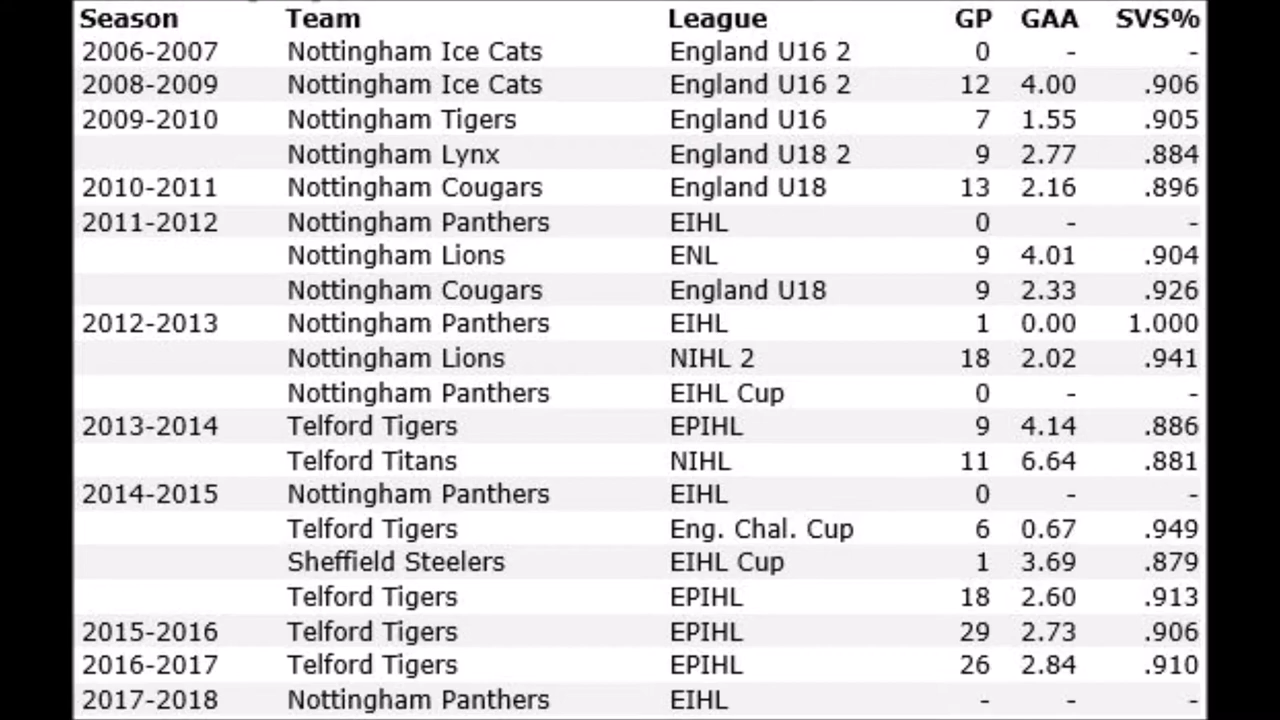 Season Team League GP GAA SVS%
2006-2007 Nottingham Ice Cats England U16 2 0 - -
2008-2009 Nottingham Ice Cats England U16 2 12 4.00 .906
2009-2010 Nottingham Tigers England U16 7 1.55 .905
Nottingham Lynx England U18 2 9 2.77 .884
2010-2011 Nottingham Cougars England U18 13 2.16 .896
2011-2012 Nottingham Panthers EIHL 0 - -
Nottingham Lions ENL 9 4.01 .904
Nottingham Cougars England U18 9 2.33 .926
2012-2013 Nottingham Panthers EIHL 1 0.00 1.000
Nottingham Lions NIHL 2 18 2.02 .941
Nottingham Panthers EIHL Cup 0 - -
2013-2014 Telford Tigers EPIHL 9 4.14 .886
Telford Titans NIHL 11 6.64 .881
2014-2015 Nottingham Panthers EIHL 0 - -
Telford Tigers Eng. Chal. Cup 6 0.67 .949
Sheffield Steelers EIHL Cup 1 3.69 .879
Telford Tigers EPIHL 18 2.60 .913
2015-2016 Telford Tigers EPIHL 29 2.73 .906
2016-2017 Telford Tigers EPIHL 26 2.84 .910
2017-2018 Nottingham Panthers EIHL - - -